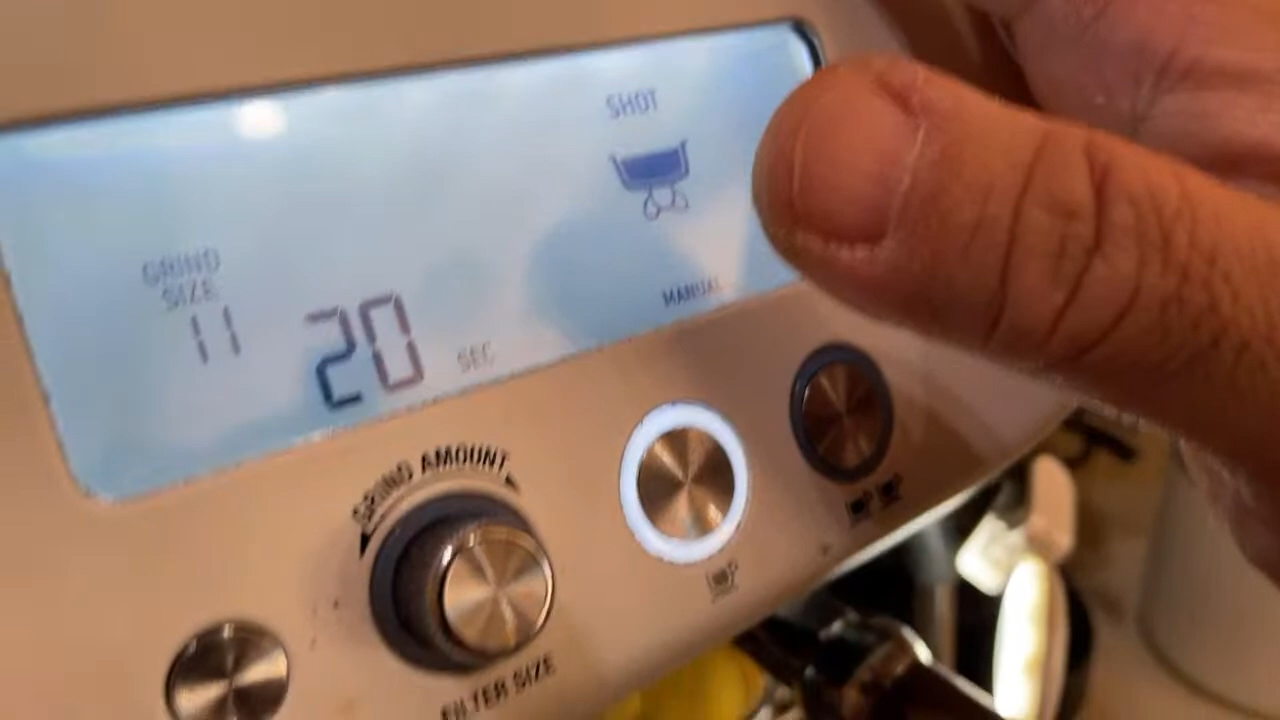 SHOT
GRIND
SIZE
11
20 SEC
MANUAL
GRIND AMOUNT
FILTER SIZE